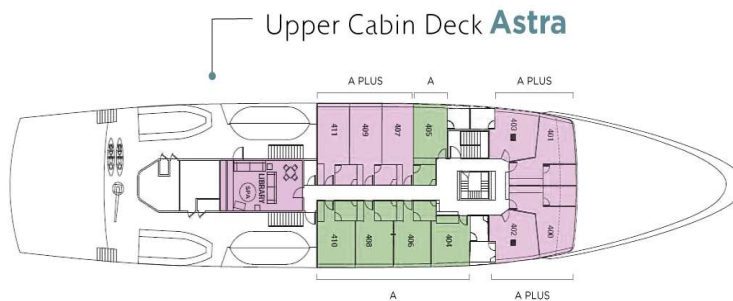 Upper Cabin Deck Astra
A PLUS
A
A PLUS
411
409
407
405
403
401
LIBRARY
SPA
410
408
406
404
402
400
A
A PLUS